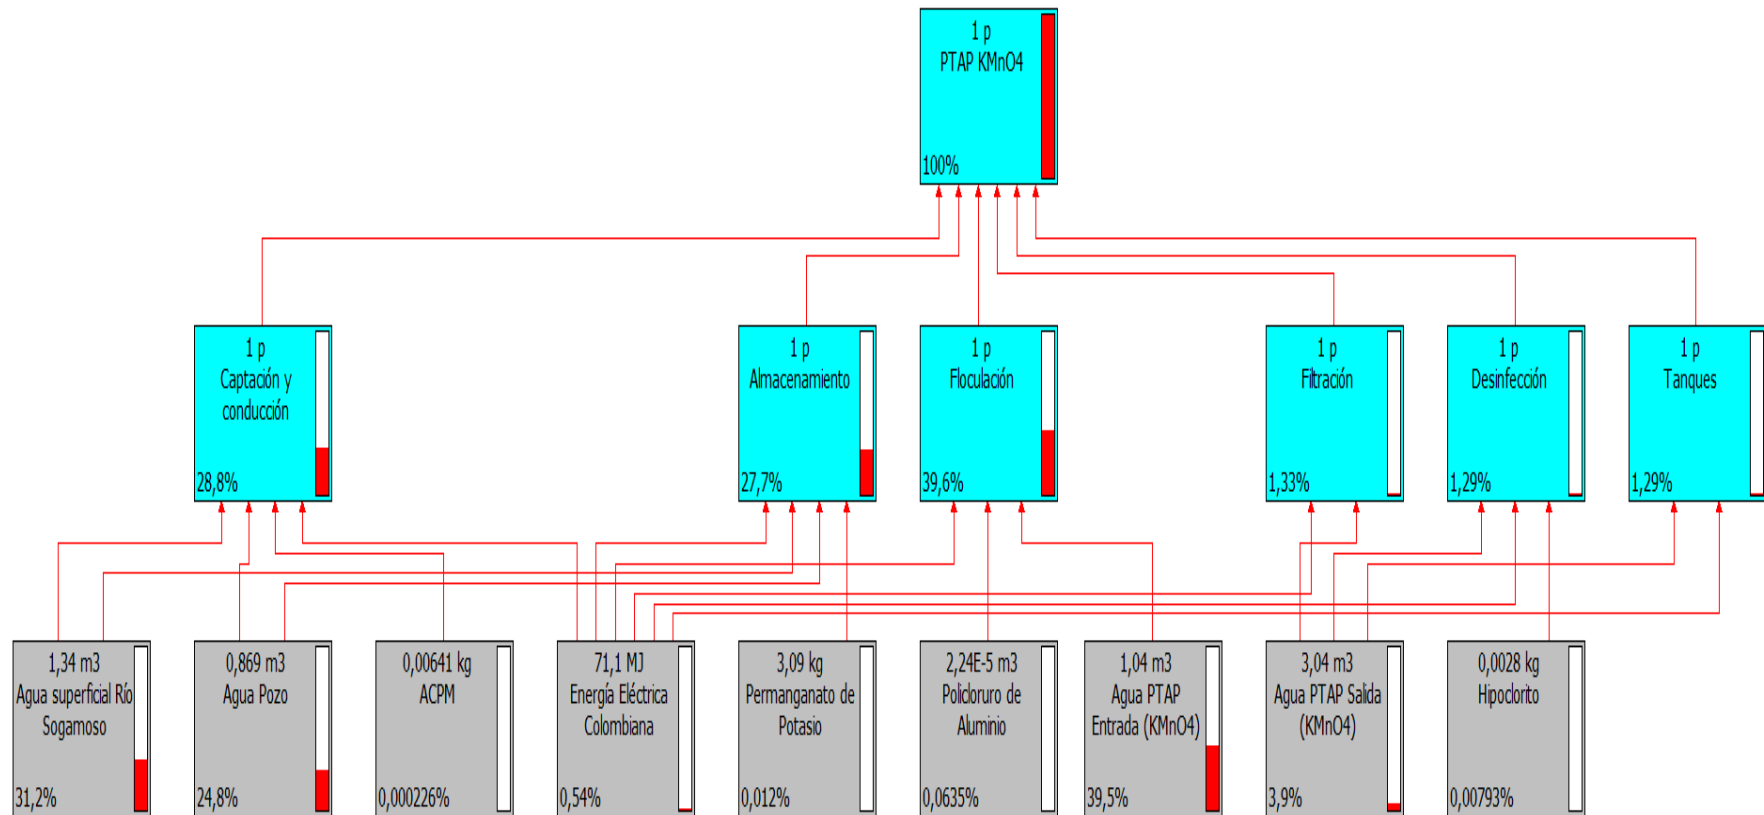 1 p
PTAP KMnO4
100%
1 p
Captación y
conducción
28,8%
1 p
Almacenamiento
27,7%
1 p
Floculación
39,6%
1 p
Filtración
1,33%
1 p
Desinfección
1,29%
1 p
Tanques
1,29%
1,34 m3
Agua superficial Río
Sogamoso
31,2%
0,869 m3
Agua Pozo
24,8%
0,00641 kg
ACPM
0,000226%
71,1 MJ
Energía Eléctrica
Colombiana
0,54%
3,09 kg
Permanganato de
Potasio
0,012%
2,24E-5 m3
Policloruro de
Aluminio
0,0635%
1,04 m3
Agua PTAP
Entrada (KMnO4)
39,5%
3,04 m3
Agua PTAP Salida
(KMnO4)
3,9%
0,0028 kg
Hipoclorito
0,00793%